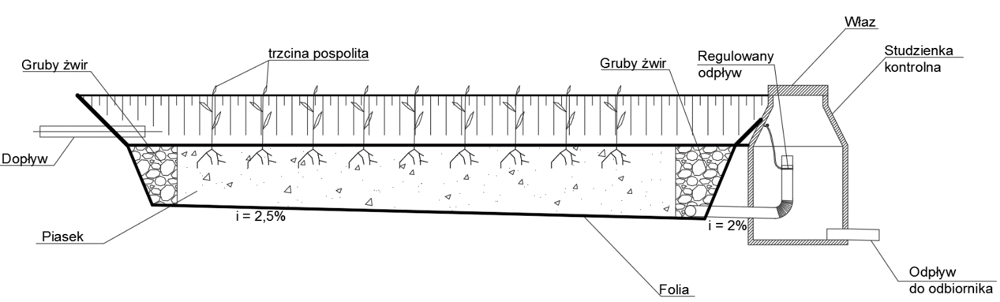 Właz
Studzienka
kontrolna
Regulowany
odpływ
trzcina pospolita
Gruby żwir
Gruby żwir
Dopływ
i = 2,5%
i = 2%
Piasek
Folia
Odpływ
do odbiornika